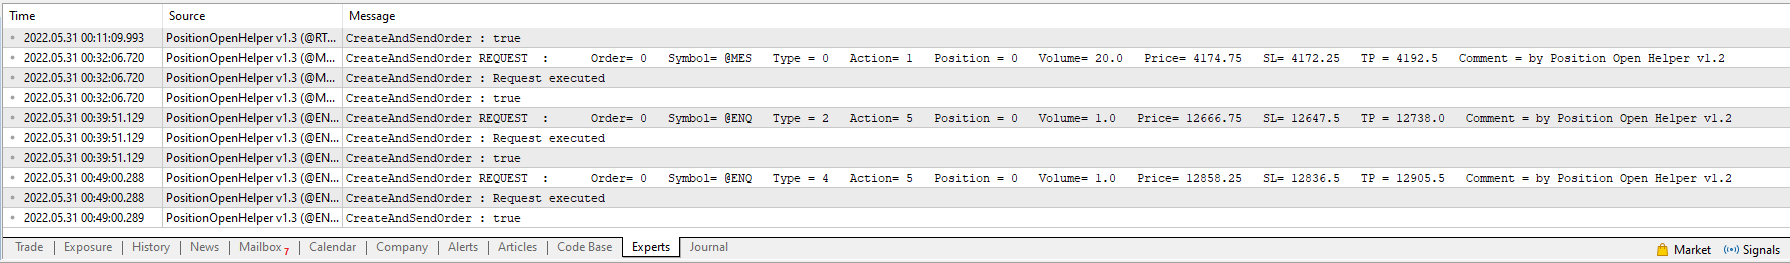 Time Source Message
2022.05.31 00:11:09.993 PositionOpenHelper v1.3 (@RT... CreateAndSendOrder : true
2022.05.31 00:32:06.720 PositionOpenHelper v1.3 (@M... CreateAndSendOrder REQUEST : Order= 0 Symbol= @MES Type = 0 Action= 1 Position = 0 Volume= 20.0 Price= 4174.75 SL= 4172.25 TP = 4192.5 Comment = by Position Open Helper v1.2
2022.05.31 00:32:06.720 PositionOpenHelper v1.3 (@M... CreateAndSendOrder : Request executed
2022.05.31 00:32:06.720 PositionOpenHelper v1.3 (@M... CreateAndSendOrder : true
2022.05.31 00:39:51.129 PositionOpenHelper v1.3 (@EN... CreateAndSendOrder REQUEST : Order= 0 Symbol= @ENQ Type = 2 Action= 5 Position = 0 Volume= 1.0 Price= 12666.75 SL= 12647.5 TP = 12738.0 Comment = by Position Open Helper v1.2
2022.05.31 00:39:51.129 PositionOpenHelper v1.3 (@EN... CreateAndSendOrder : Request executed
2022.05.31 00:39:51.129 PositionOpenHelper v1.3 (@EN... CreateAndSendOrder : true
2022.05.31 00:49:00.288 PositionOpenHelper v1.3 (@EN... CreateAndSendOrder REQUEST : Order= 0 Symbol= @ENQ Type = 4 Action= 5 Position = 0 Volume= 1.0 Price= 12858.25 SL= 12836.5 TP = 12905.5 Comment = by Position Open Helper v1.2
2022.05.31 00:49:00.288 PositionOpenHelper v1.3 (@EN... CreateAndSendOrder : Request executed
2022.05.31 00:49:00.289 PositionOpenHelper v1.3 (@EN... CreateAndSendOrder : true
Trade Exposure History News Mailbox 7 Calendar Company Alerts Articles Code Base Experts Journal Market Signals